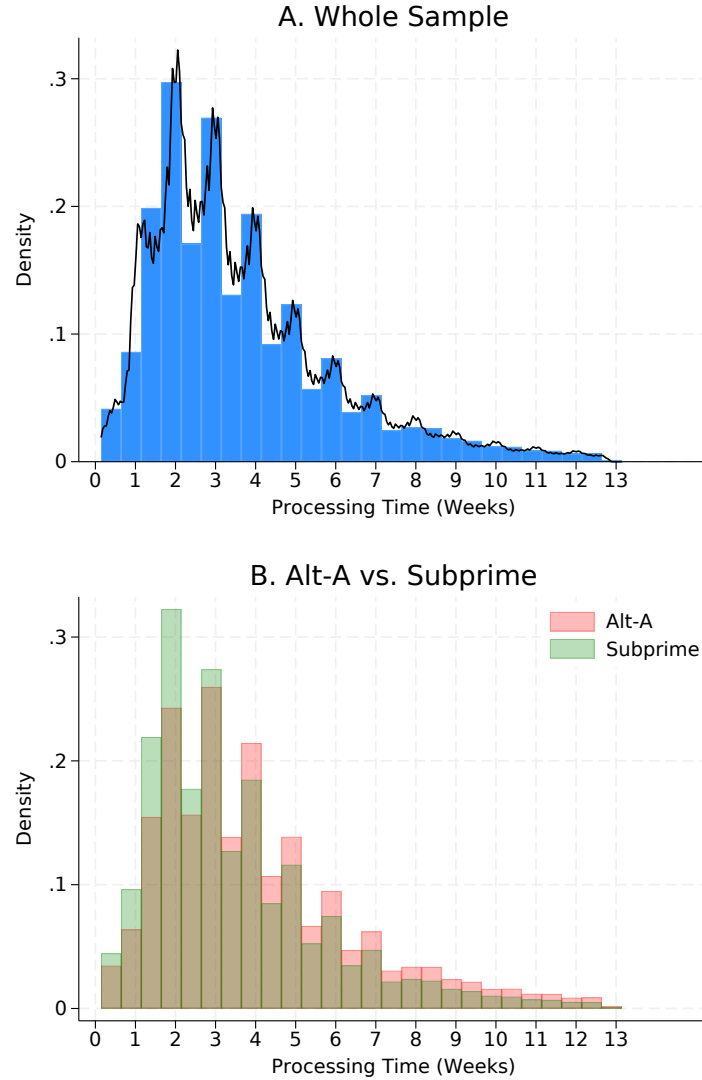 A. Whole Sample
.3
.2
.1
0
Density
0 1 2 3 4 5 6 7 8 9 10 11 12 13
Processing Time (Weeks)
B. Alt-A vs. Subprime
Alt-A
Subprime
.3
.2
.1
0
Density
0 1 2 3 4 5 6 7 8 9 10 11 12 13
Processing Time (Weeks)